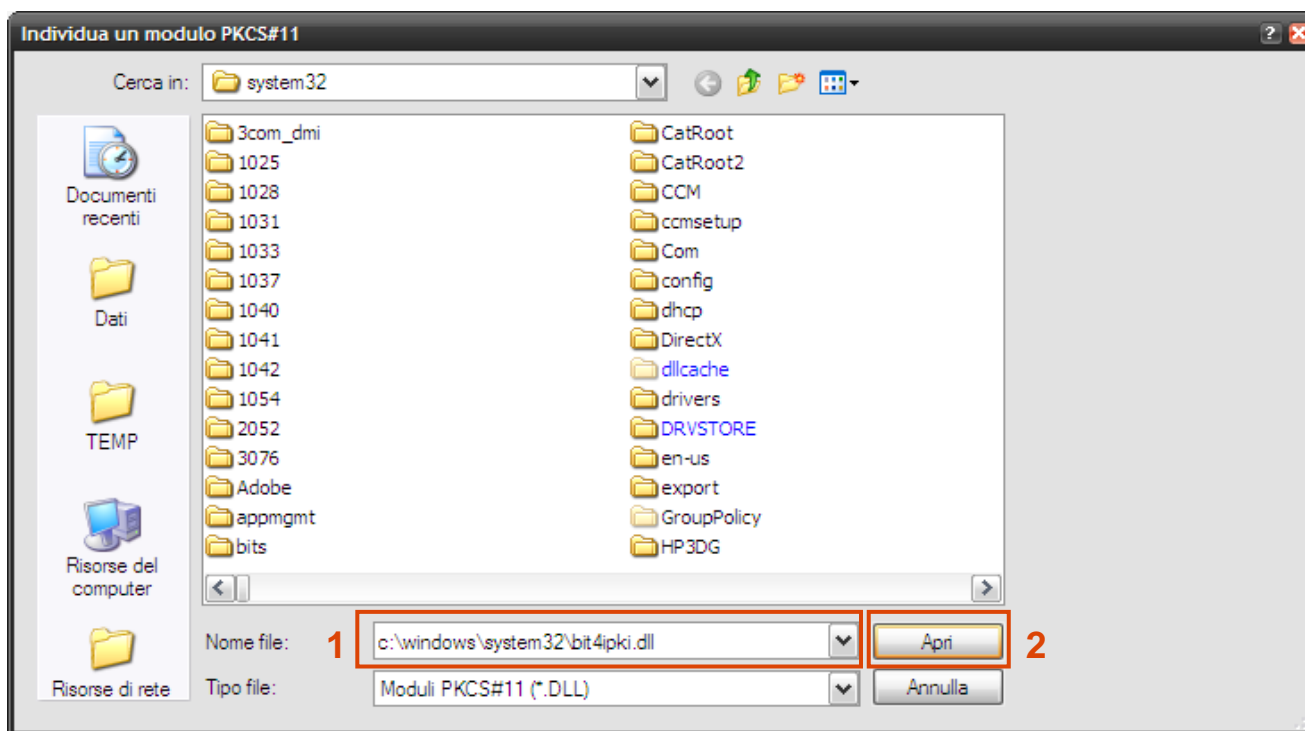 Individua un modulo PKCS#11
Cerca in:
system32
Documenti
recenti
Dati
TEMP
Risorse del
computer
Risorse di rete
3com_dmi
1025
1028
1031
1033
1037
1040
1041
1042
1054
2052
3076
Adobe
appmgmt
bits
CatRoot
CatRoot2
CCM
ccmsetup
Com
config
dhcp
DirectX
dllcache
drivers
DRVSTORE
en-us
export
GroupPolicy
HP3DG
Nome file:
1
c:\windows\system32\bit4ipki.dll
Apri
2
Tipo file:
Moduli PKCS#11 (*.DLL)
Annulla